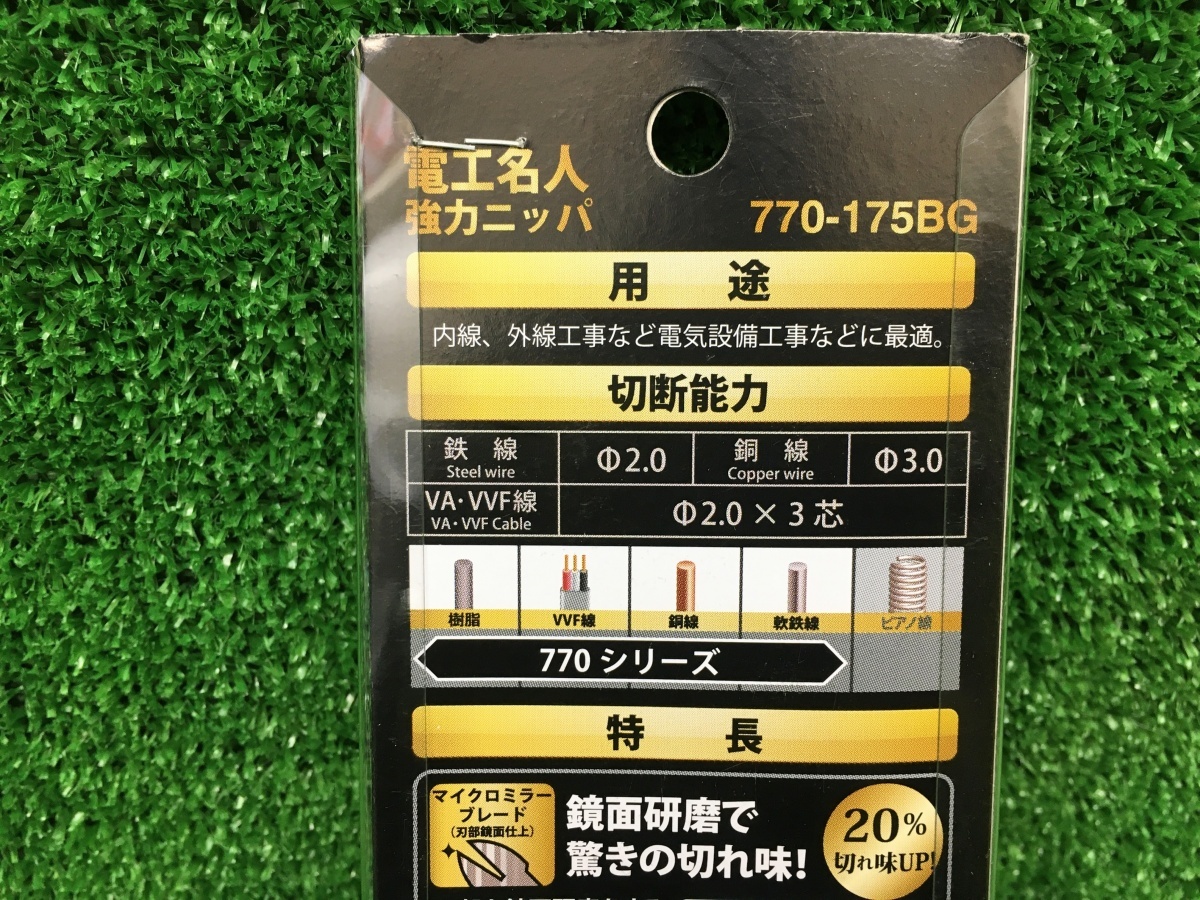 電工名人
強力ニッパ 770-175BG
用 途
内線、外線工事など電気設備工事などに最適。
切断能力
鉄 線 Φ2.0 銅 線 Φ3.0
Steel wire Copper wire
VA・VVF線 Φ2.0 × 3 芯
VA・VVF Cable
樹脂 VVF線 銅線 軟鉄線 ピアノ線
770 シリーズ
特 長
マイクロミラー
ブレード
(刃部鏡面仕上)
鏡面研磨で
驚きの切れ味!
20%
切れ味UP!